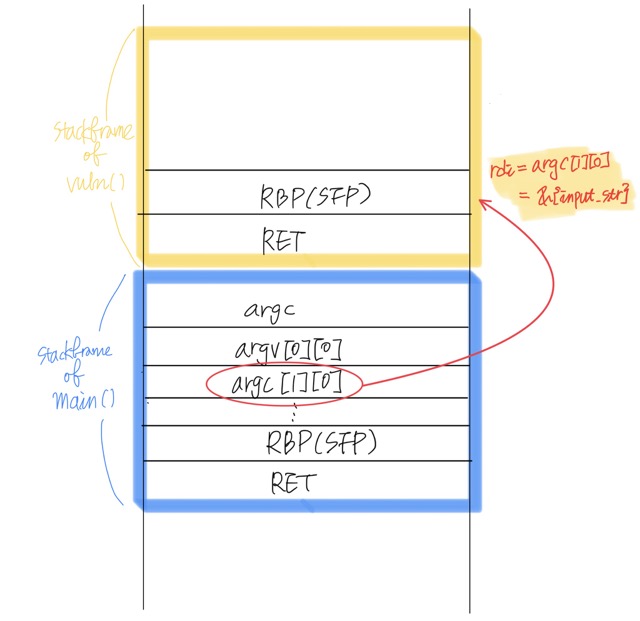 stackframe
of
vuln()
RBP(SFP)
RET
rdi = argc[1][0]
= &[input_str]
stackframe
of
main()
argc
argv[0][0]
argc[1][0]
⋮
RBP(SFP)
RET